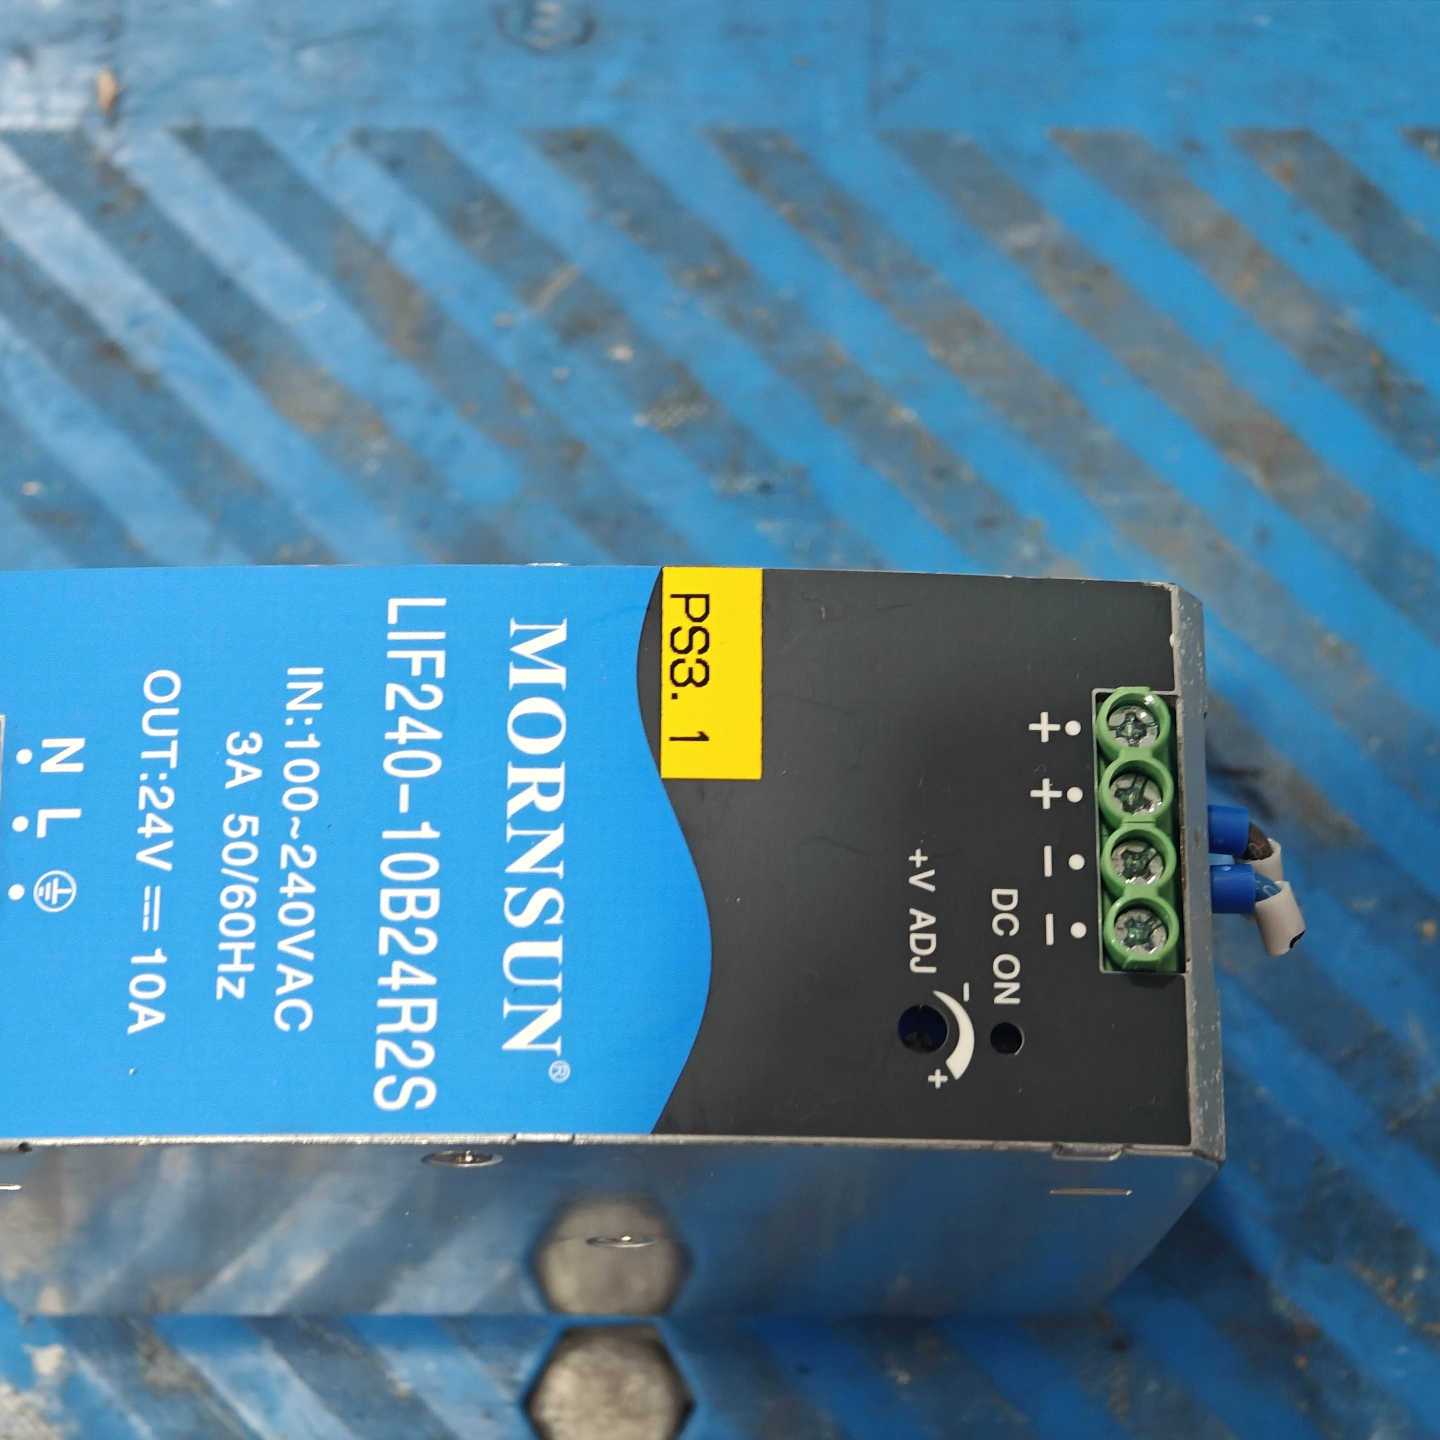 +
+
-
-
DC ON
+V ADJ
-
+
PS3. 1
MORNSUN®
LIF240-10B24R2S
IN:100~240VAC
3A 50/60Hz
OUT:24V ⎓ 10A
N L ⏚